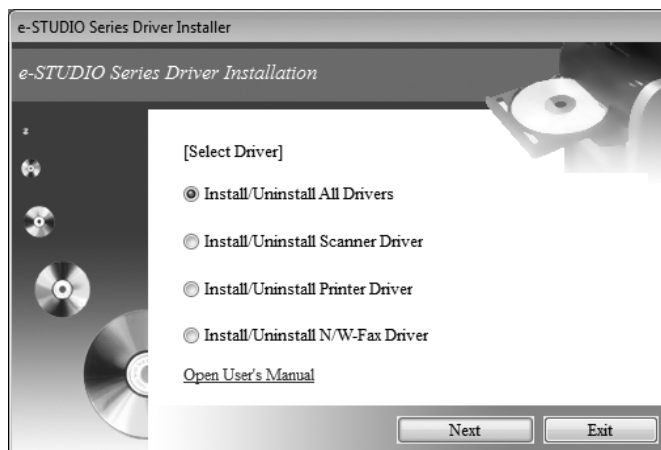 e-STUDIO Series Driver Installer
e-STUDIO Series Driver Installation
[Select Driver]
Install/Uninstall All Drivers
Install/Uninstall Scanner Driver
Install/Uninstall Printer Driver
Install/Uninstall N/W-Fax Driver
Open User's Manual
Next
Exit